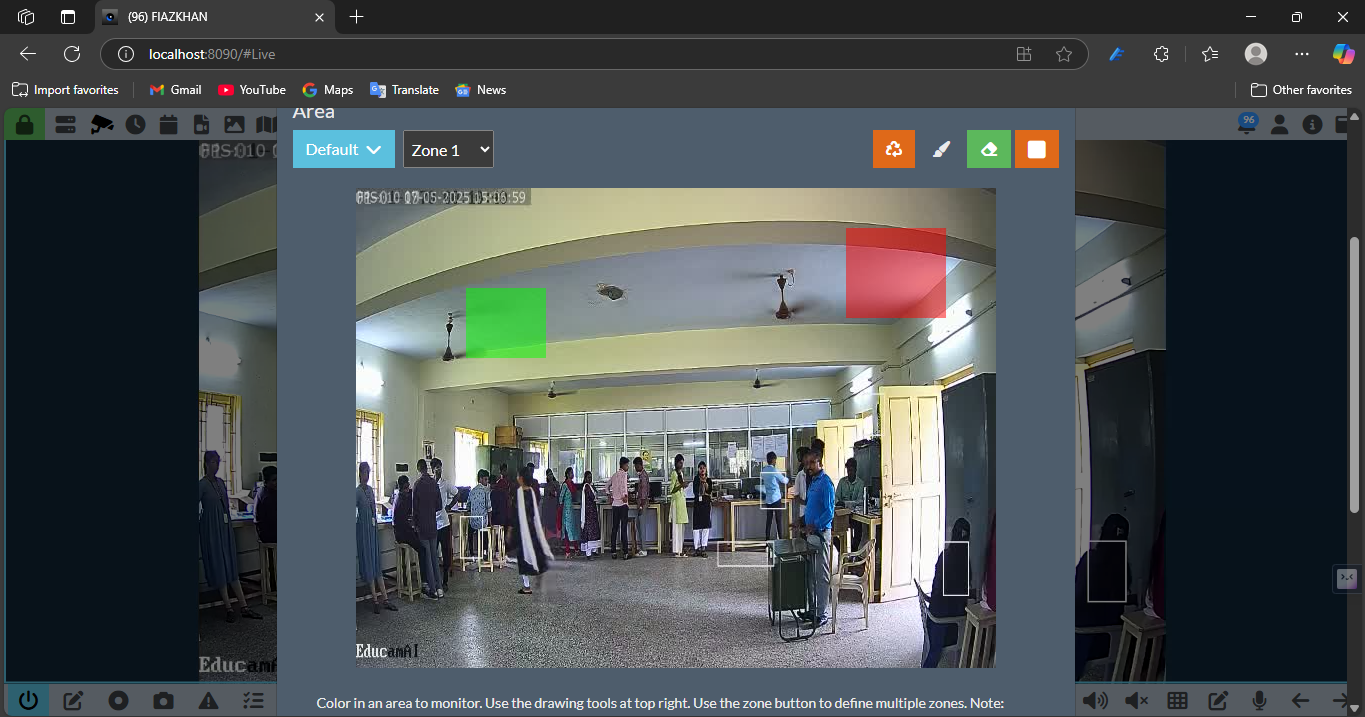 (96) FIAZKHAN
localhost:8090/#Live
Import favorites
Gmail
YouTube
Maps
Translate
News
Other favorites
96
Area
Default
Zone 1
17-05-2025 15:06:59
EducamAI
Educam
Color in an area to monitor. Use the drawing tools at top right. Use the zone button to define multiple zones. Note: